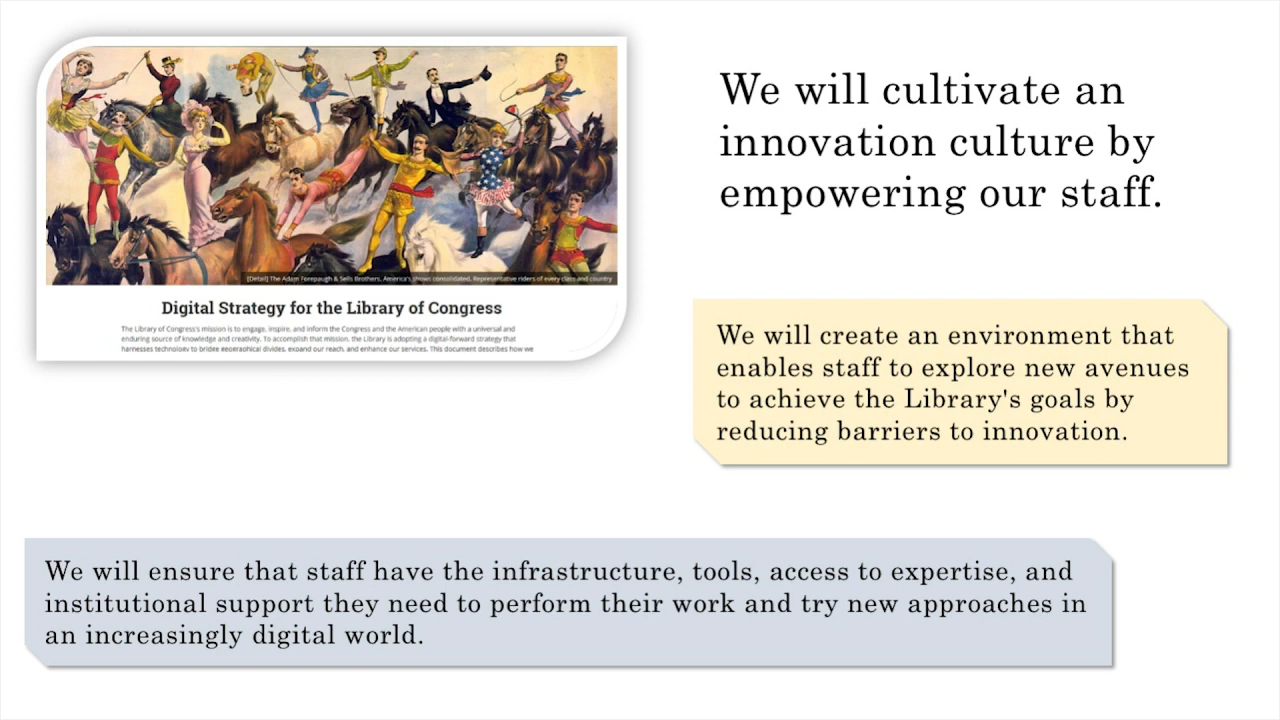 [Detail] The Adam Forepaugh & Sells Brothers, America's shows consolidated. Representative riders of every class and country
Digital Strategy for the Library of Congress
The Library of Congress's mission is to engage, inspire, and inform the Congress and the American people with a universal and
enduring source of knowledge and creativity. To accomplish that mission, the Library is adopting a digital-forward strategy that
harnesses technology to bridge geographical divides, expand our reach, and enhance our services. This document describes how we
We will cultivate an
innovation culture by
empowering our staff.
We will create an environment that
enables staff to explore new avenues
to achieve the Library's goals by
reducing barriers to innovation.
We will ensure that staff have the infrastructure, tools, access to expertise, and
institutional support they need to perform their work and try new approaches in
an increasingly digital world.